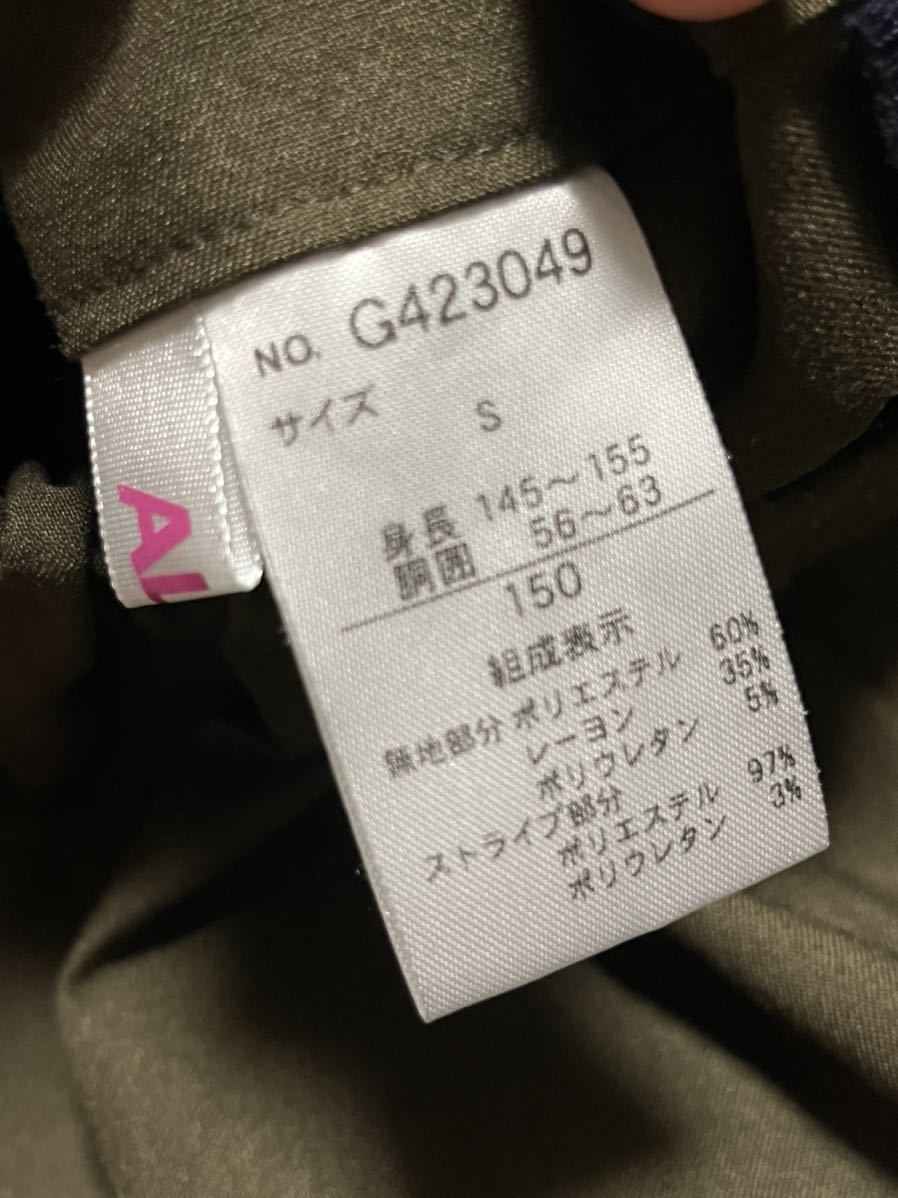 NO. G423049
サイズ S
身長 145~155
胴囲 56~63
150
組成表示
無地部分 ポリエステル 60%
レーヨン 35%
ポリウレタン 5%
ストライプ部分
ポリエステル 97%
ポリウレタン 3%
AL